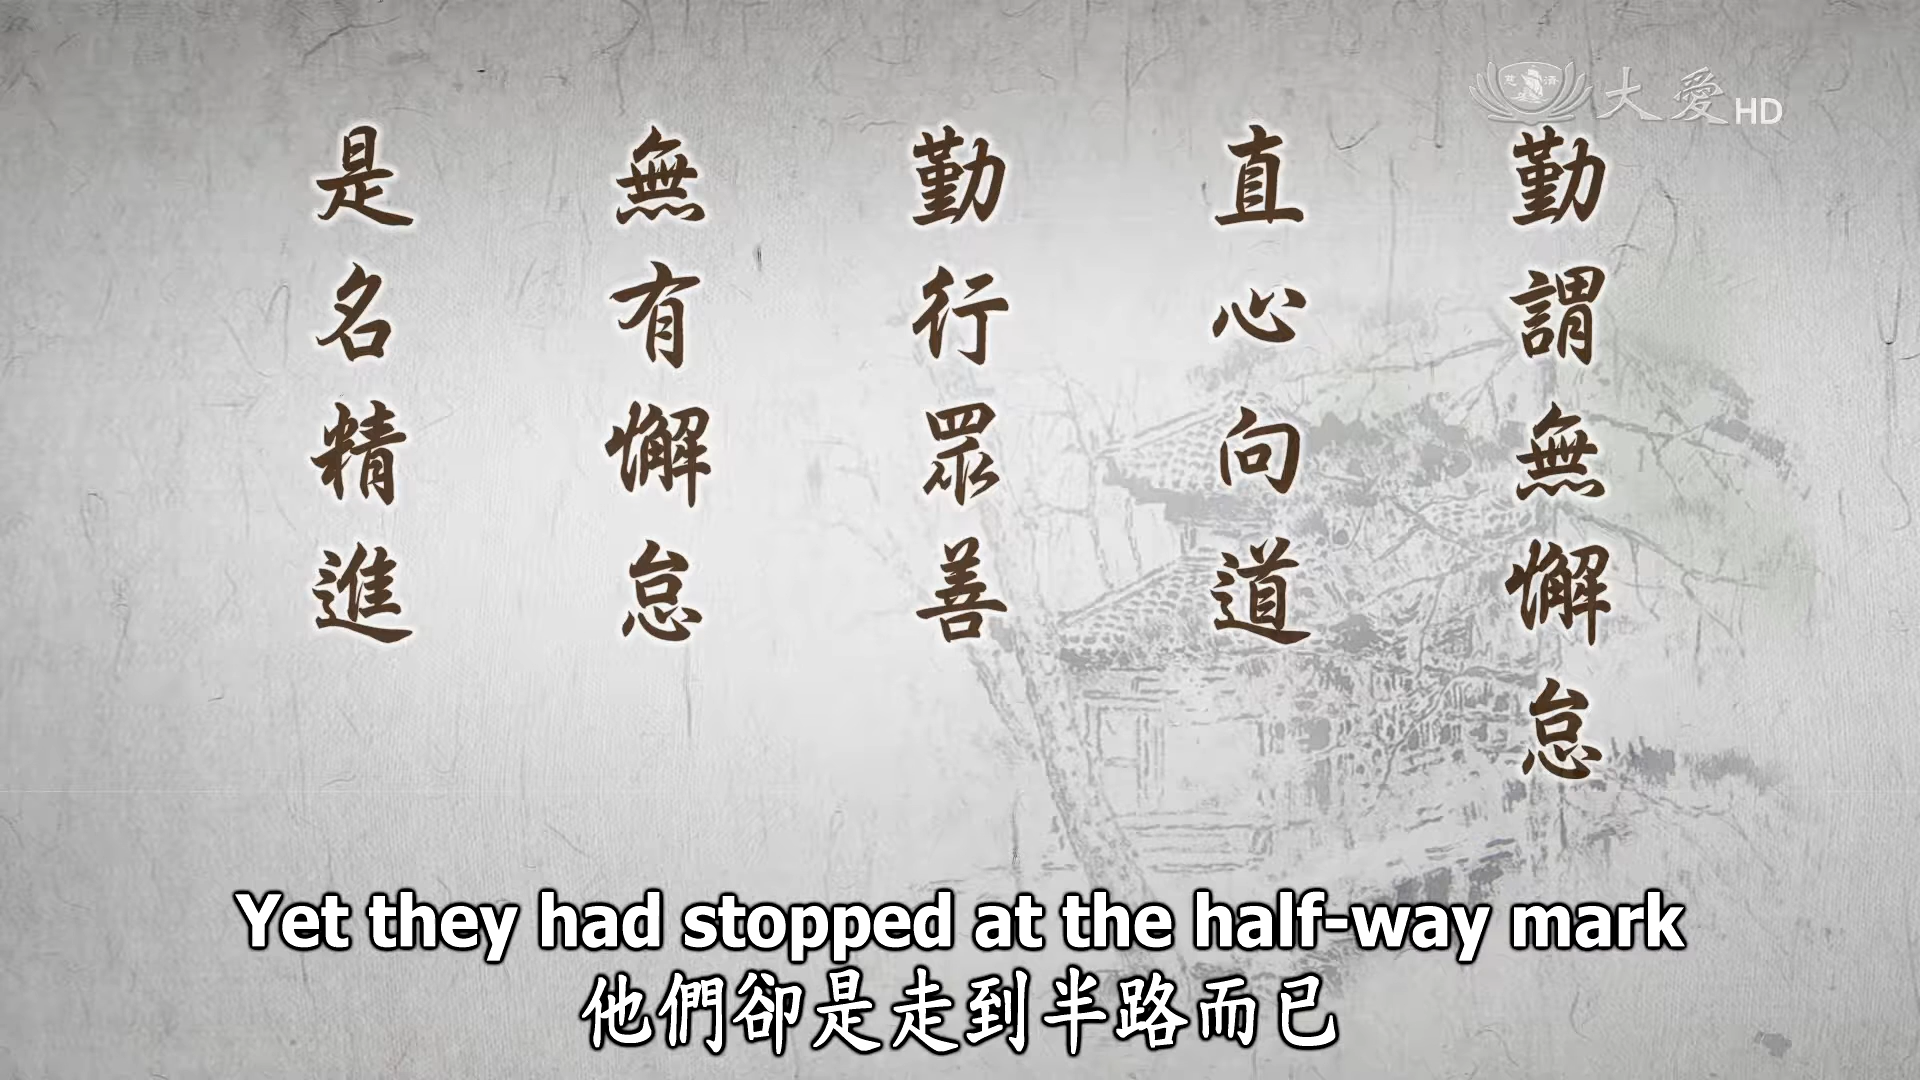 大愛HD
勤謂無懈怠
直心向道
勤行眾善
無有懈怠
是名精進
Yet they had stopped at the half-way mark
他們卻是走到半路而已